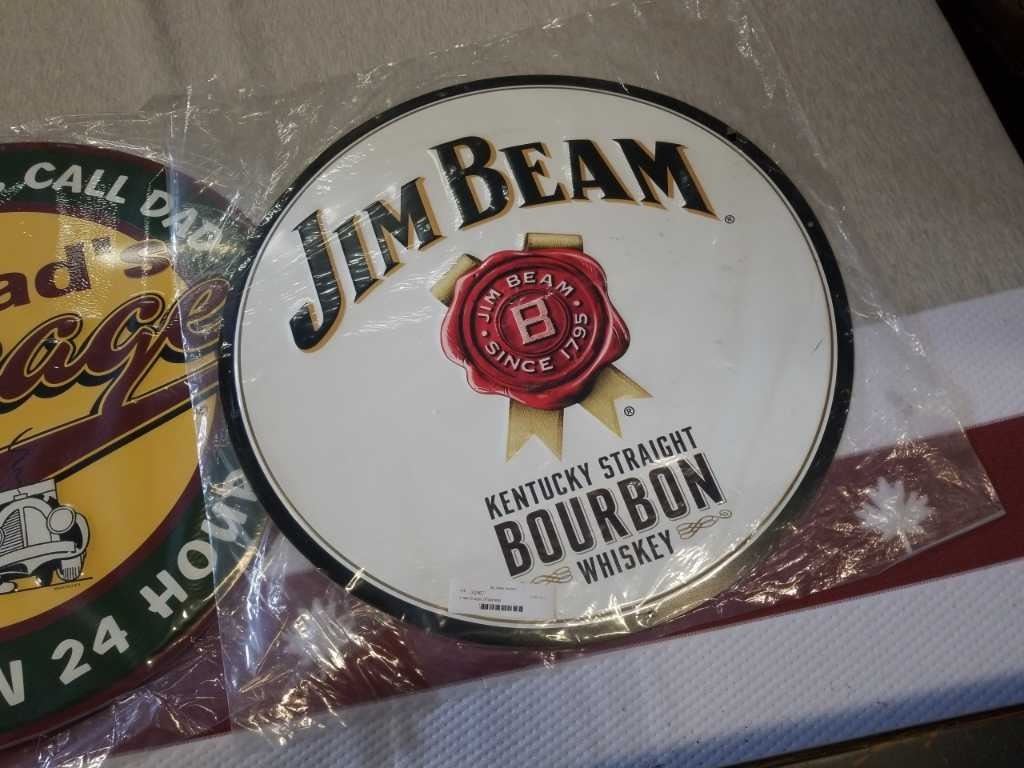 CALL DAD
ad's
age
24 HOU
JIM BEAM®
JIM BEAM
B
SINCE 1795
®
KENTUCKY STRAIGHT
BOURBON
WHISKEY